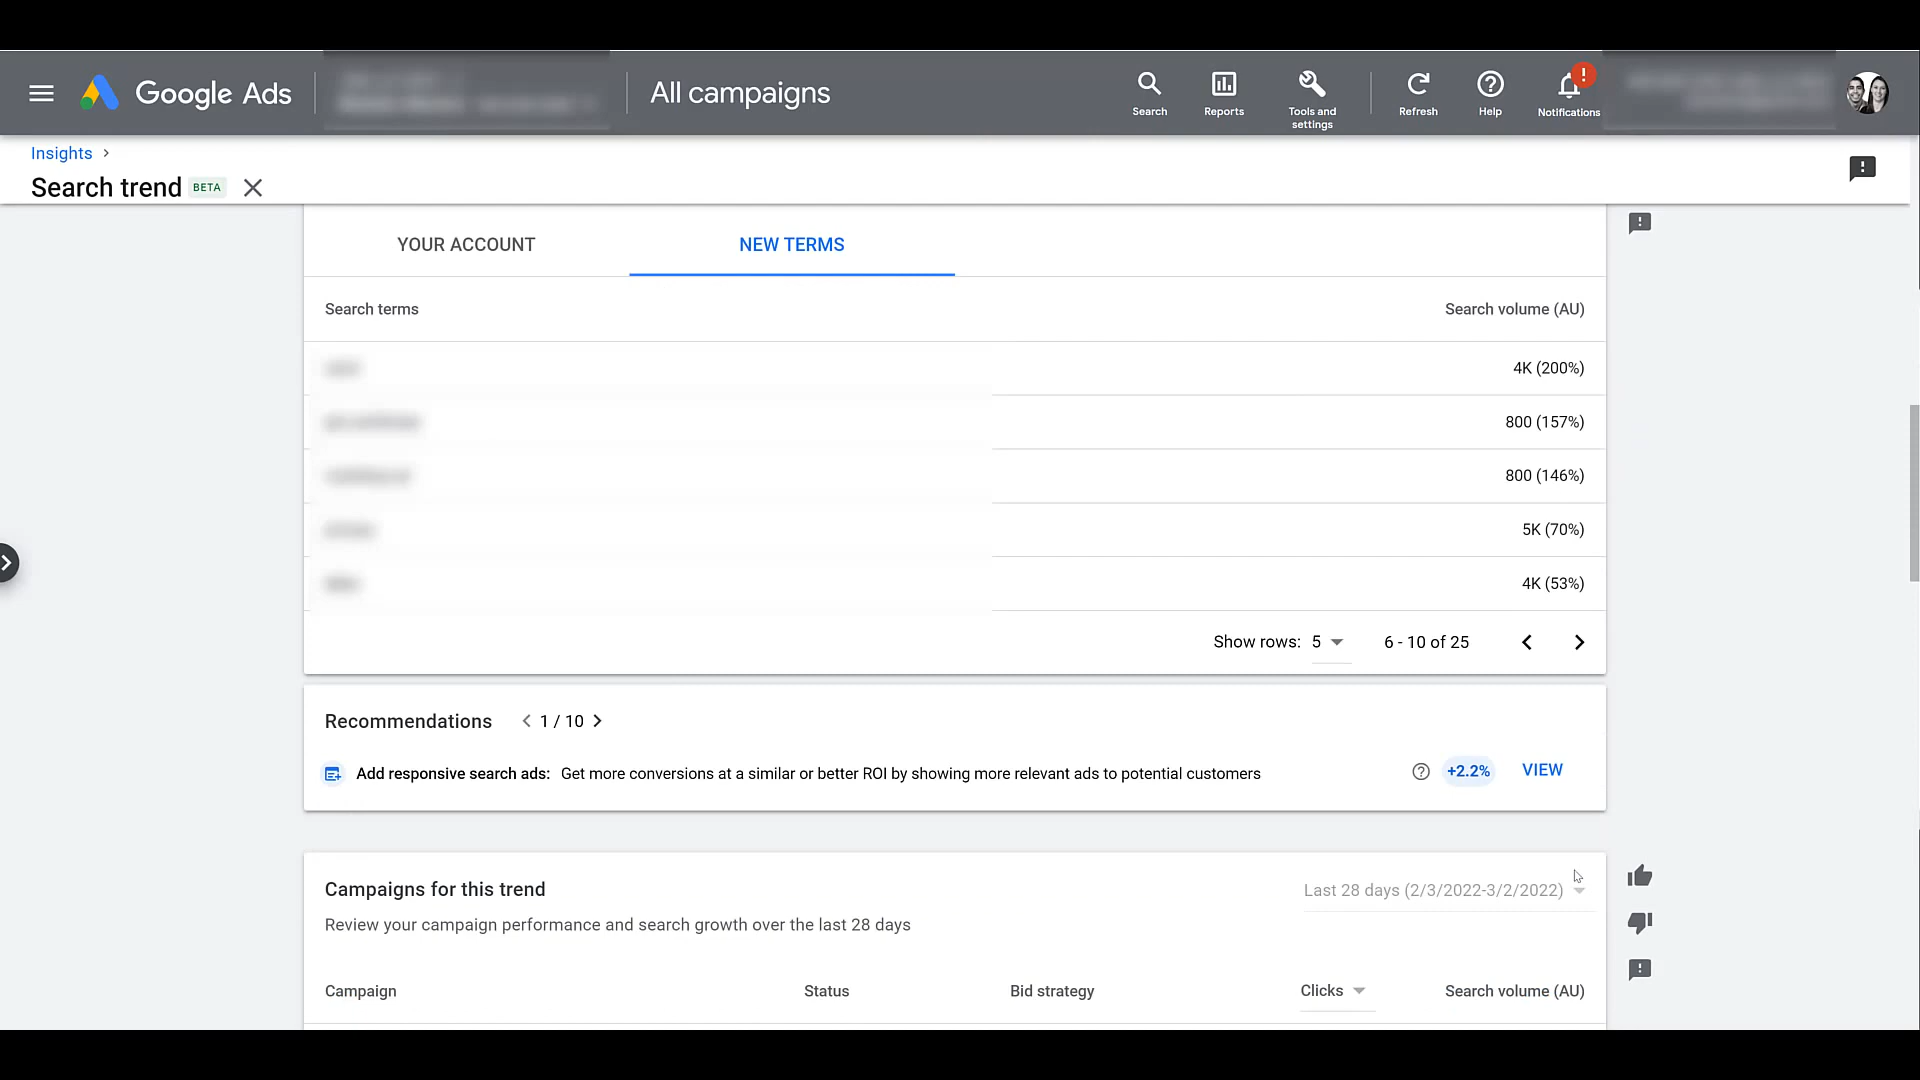 Google Ads
All campaigns
Search
Reports
Tools and
settings
Refresh
Help
!
Notifications
Insights >
Search trend BETA
YOUR ACCOUNT
NEW TERMS
Search terms
Search volume (AU)
4K (200%)
800 (157%)
800 (146%)
5K (70%)
4K (53%)
Show rows: 5
6 - 10 of 25
Recommendations
1 / 10
Add responsive search ads: Get more conversions at a similar or better ROI by showing more relevant ads to potential customers
+2.2%
VIEW
Campaigns for this trend
Last 28 days (2/3/2022-3/2/2022)
Review your campaign performance and search growth over the last 28 days
Campaign
Status
Bid strategy
Clicks
Search volume (AU)